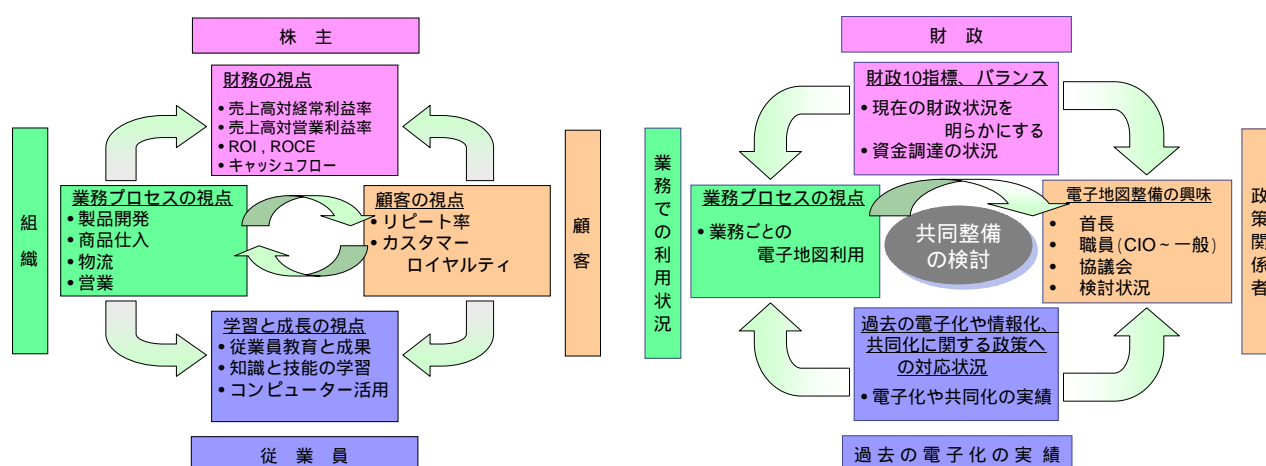 株 主
財務の視点
• 売上高対経常利益率
• 売上高対営業利益率
• ROI , ROCE
• キャッシュフロー
組織
業務プロセスの視点
• 製品開発
• 商品仕入
• 物流
• 営業
顧客の視点
• リピート率
• カスタマー
ロイヤルティ
顧客
学習と成長の視点
• 従業員教育と成果
• 知識と技能の学習
• コンピューター活用
従 業 員
財 政
財政10指標、バランス
• 現在の財政状況を
明らかにする
• 資金調達の状況
業務での利用状況
業務プロセスの視点
• 業務ごとの
電子地図利用
共同整備
の検討
電子地図整備の興味
• 首長
• 職員(CIO~一般)
• 協議会
• 検討状況
政策関係者
過去の電子化や情報化、
共同化に関する政策へ
の対応状況
• 電子化や共同化の実績
過去の電子化の実 績